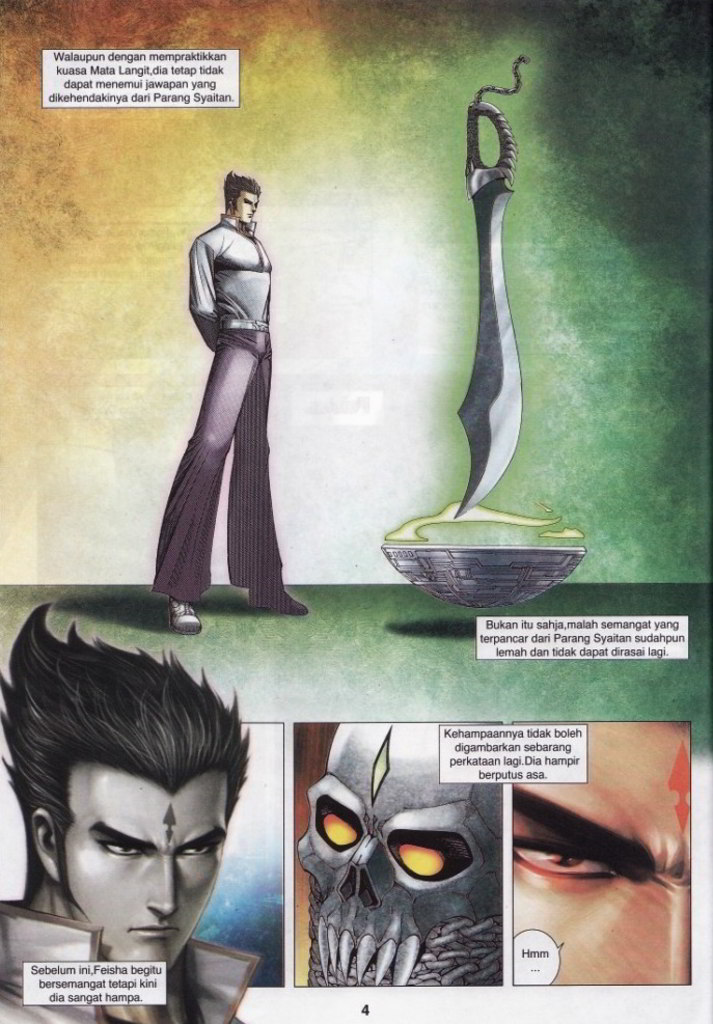 Walaupun dengan mempraktikkan
kuasa Mata Langit,dia tetap tidak
dapat menemui jawapan yang
dikehendakinya dari Parang Syaitan.
Bukan itu sahja,malah semangat yang
terpancar dari Parang Syaitan sudahpun
lemah dan tidak dapat dirasai lagi.
Sebelum ini,Feisha begitu
bersemangat tetapi kini
dia sangat hampa.
Kehampaannya tidak boleh
digambarkan sebarang
perkataan lagi.Dia hampir
berputus asa.
Hmm
...
4